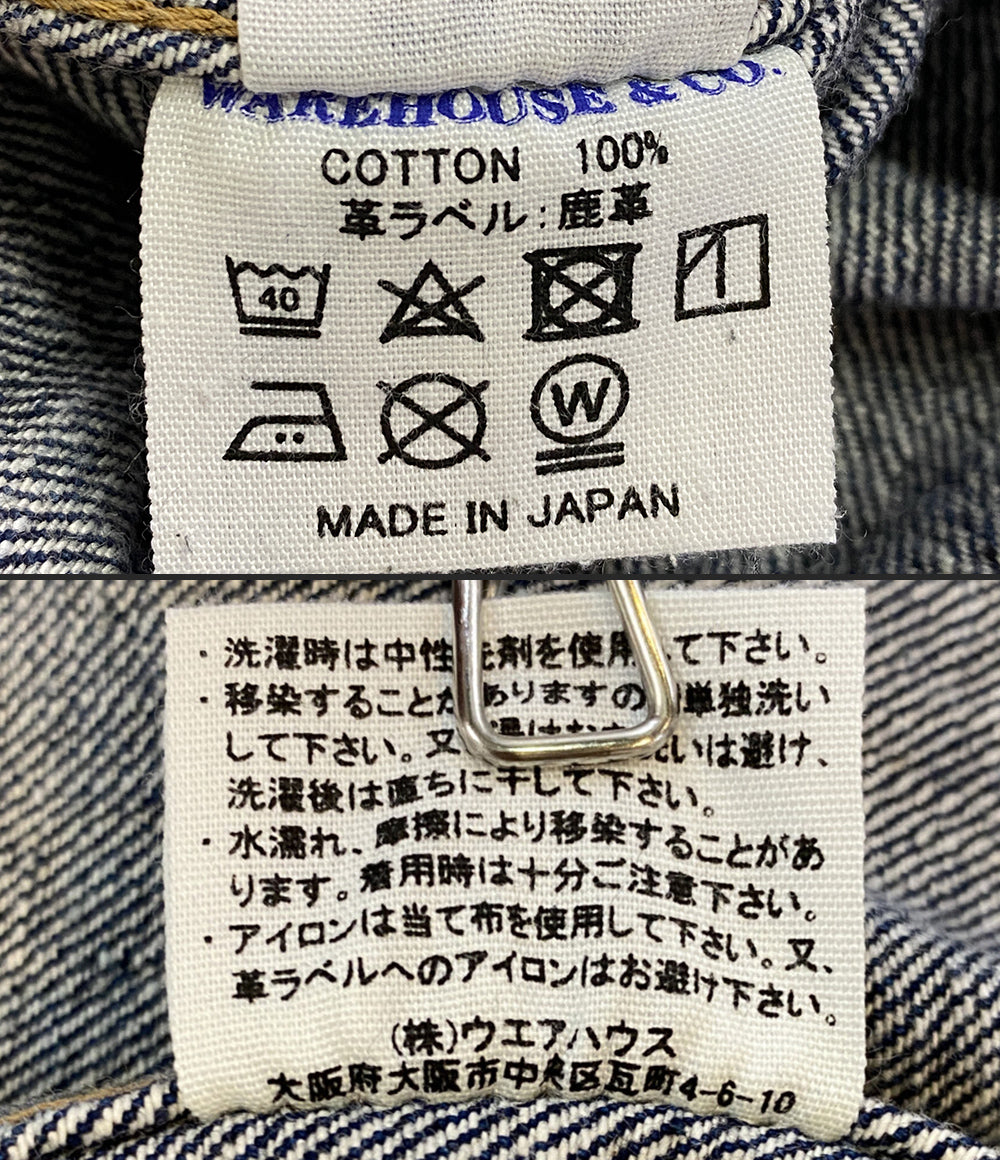 WAREHOUSE & CO.
COTTON 100%
革ラベル:鹿革
40
W
MADE IN JAPAN
・洗濯時は中性洗剤を使用して下さい。
・移染することがありますので単独洗い
して下さい。又、 洗いは避け、
洗濯後は直ちに干して下さい。
・水濡れ、摩擦により移染することがあ
ります。着用時は十分ご注意下さい。
・アイロンは当て布を使用して下さい。又、
革ラベルへのアイロンはお避け下さい。
(株)ウエアハウス
大阪府大阪市中央区瓦町4-6-10